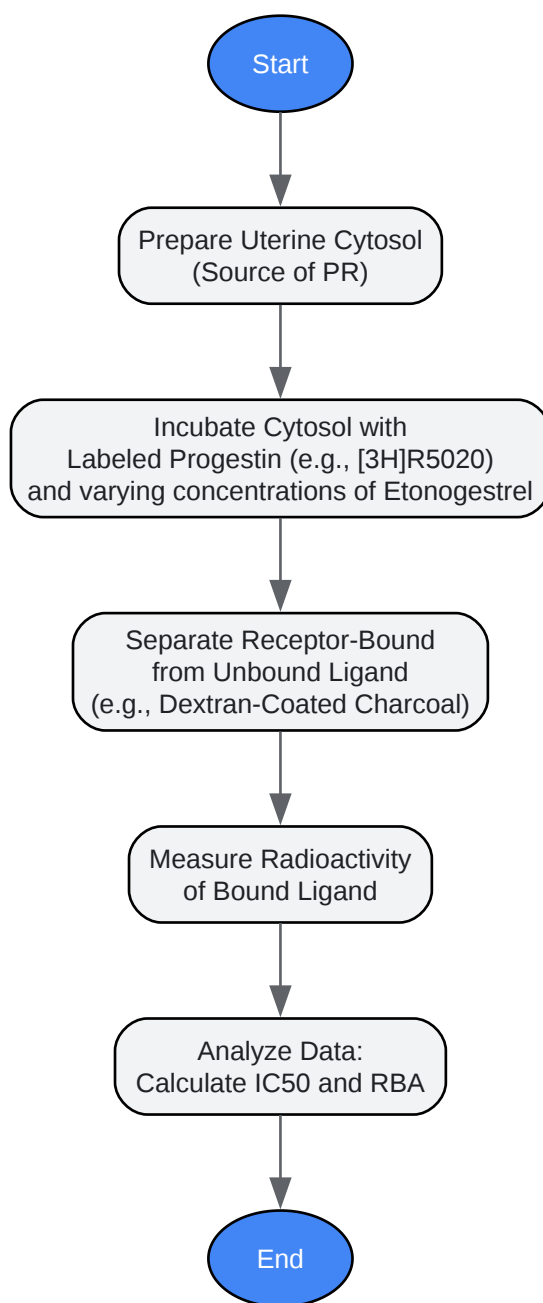 Start
Prepare Uterine Cytosol
(Source of PR)
Incubate Cytosol with
Labeled Progestin (e.g., [3H]R5020)
and varying concentrations of Etonogestrel
Separate Receptor-Bound
from Unbound Ligand
(e.g., Dextran-Coated Charcoal)
Measure Radioactivity
of Bound Ligand
Analyze Data:
Calculate IC50 and RBA
End